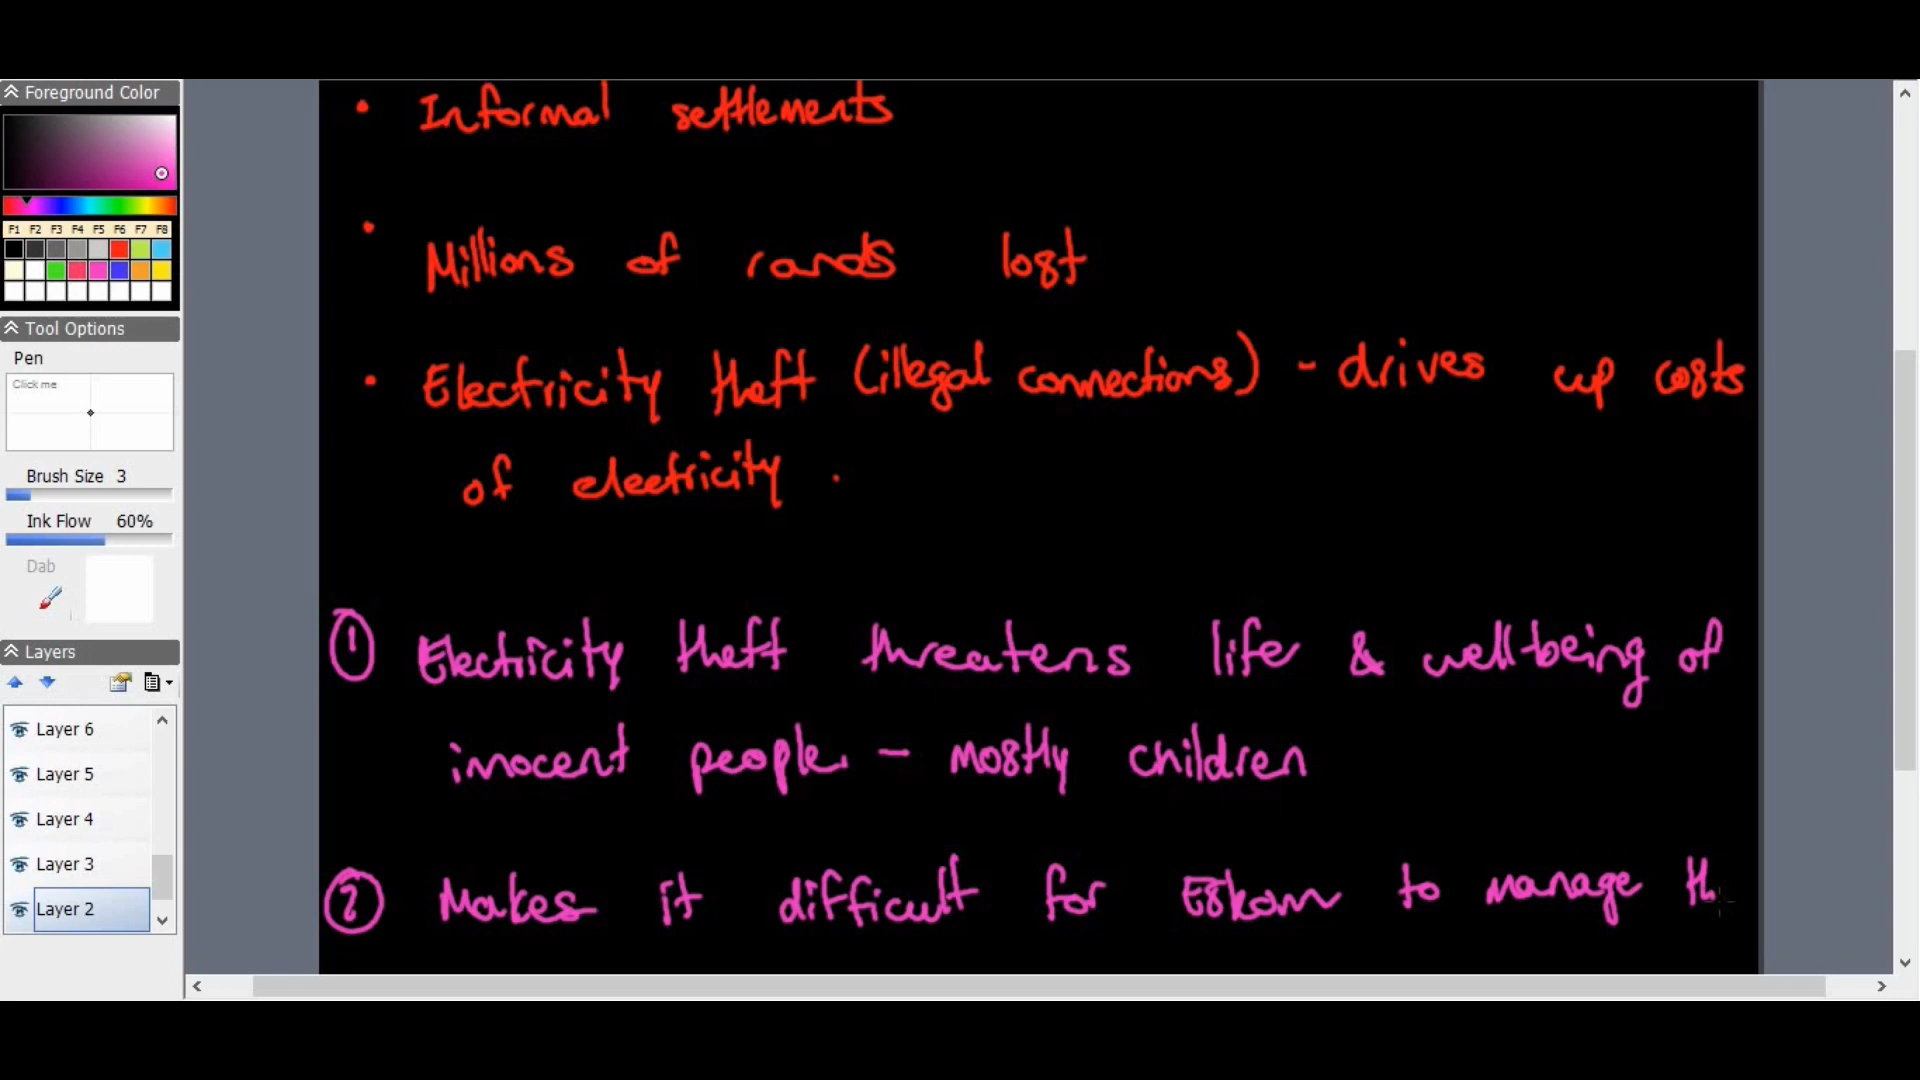 Foreground Color
F1 F2 F3 F4 F5 F6 F7 F8
Tool Options
Pen
Click me
Brush Size 3
Ink Flow 60%
Dab
Layers
Layer 6
Layer 5
Layer 4
Layer 3
Layer 2
• Informal settlements
• Millions of rands lost
• Electricity theft (illegal connections) - drives up costs
of electricity.
① Electricity theft threatens life & wellbeing of
inocent people. - mostly children
② Makes it difficult for Eskom to manage th